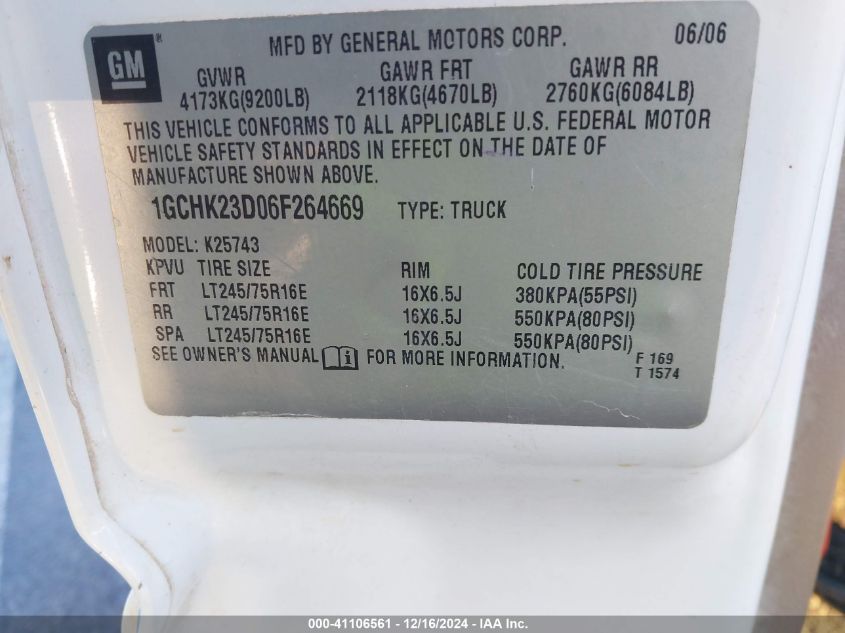 GM ® MFD BY GENERAL MOTORS CORP. 06/06
GVWR GAWR FRT GAWR RR
4173KG(9200LB) 2118KG(4670LB) 2760KG(6084LB)
THIS VEHICLE CONFORMS TO ALL APPLICABLE U.S. FEDERAL MOTOR
VEHICLE SAFETY STANDARDS IN EFFECT ON THE DATE OF
MANUFACTURE SHOWN ABOVE.
1GCHK23D06F264669 TYPE: TRUCK
MODEL: K25743
KPVU TIRE SIZE RIM COLD TIRE PRESSURE
FRT LT245/75R16E 16X6.5J 380KPA(55PSI)
RR LT245/75R16E 16X6.5J 550KPA(80PSI)
SPA LT245/75R16E 16X6.5J 550KPA(80PSI)
SEE OWNER'S MANUAL i FOR MORE INFORMATION.
F 169
T 1574
000-41106561 - 12/16/2024 - IAA Inc.